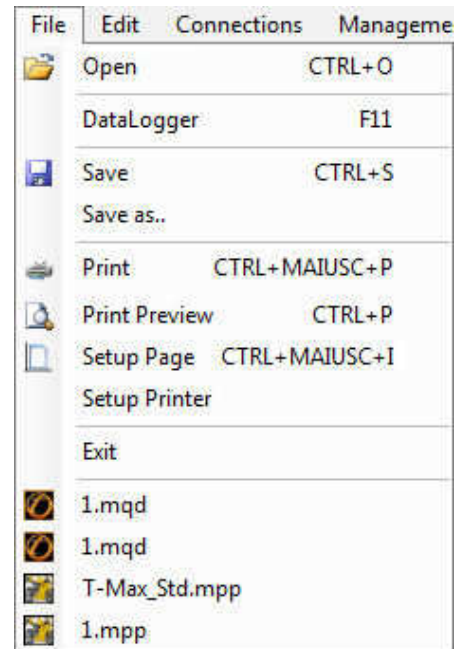 File Edit Connections Manageme
Open CTRL+O
DataLogger F11
Save CTRL+S
Save as..
Print CTRL+MAIUSC+P
Print Preview CTRL+P
Setup Page CTRL+MAIUSC+I
Setup Printer
Exit
1.mqd
1.mqd
T-Max_Std.mpp
1.mpp